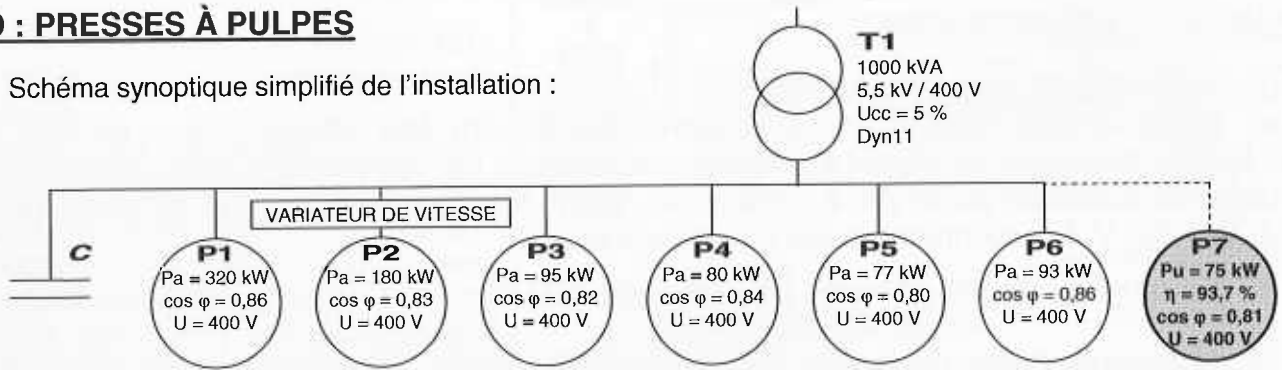 : PRESSES À PULPES
Schéma synoptique simplifié de l'installation :
T1
1000 kVA
5,5 kV / 400 V
Ucc = 5 %
Dyn11
C
VARIATEUR DE VITESSE
P1
Pa = 320 kW
cos φ = 0,86
U = 400 V
P2
Pa = 180 kW
cos φ = 0,83
U = 400 V
P3
Pa = 95 kW
cos φ = 0,82
U = 400 V
P4
Pa = 80 kW
cos φ = 0,84
U = 400 V
P5
Pa = 77 kW
cos φ = 0,80
U = 400 V
P6
Pa = 93 kW
cos φ = 0,86
U = 400 V
P7
Pu = 75 kW
η = 93,7 %
cos φ = 0,81
U = 400 V